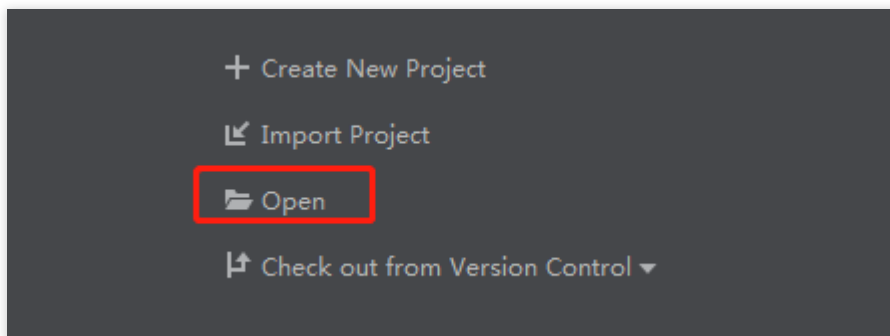 Create New Project
Import Project
Open
Check out from Version Control